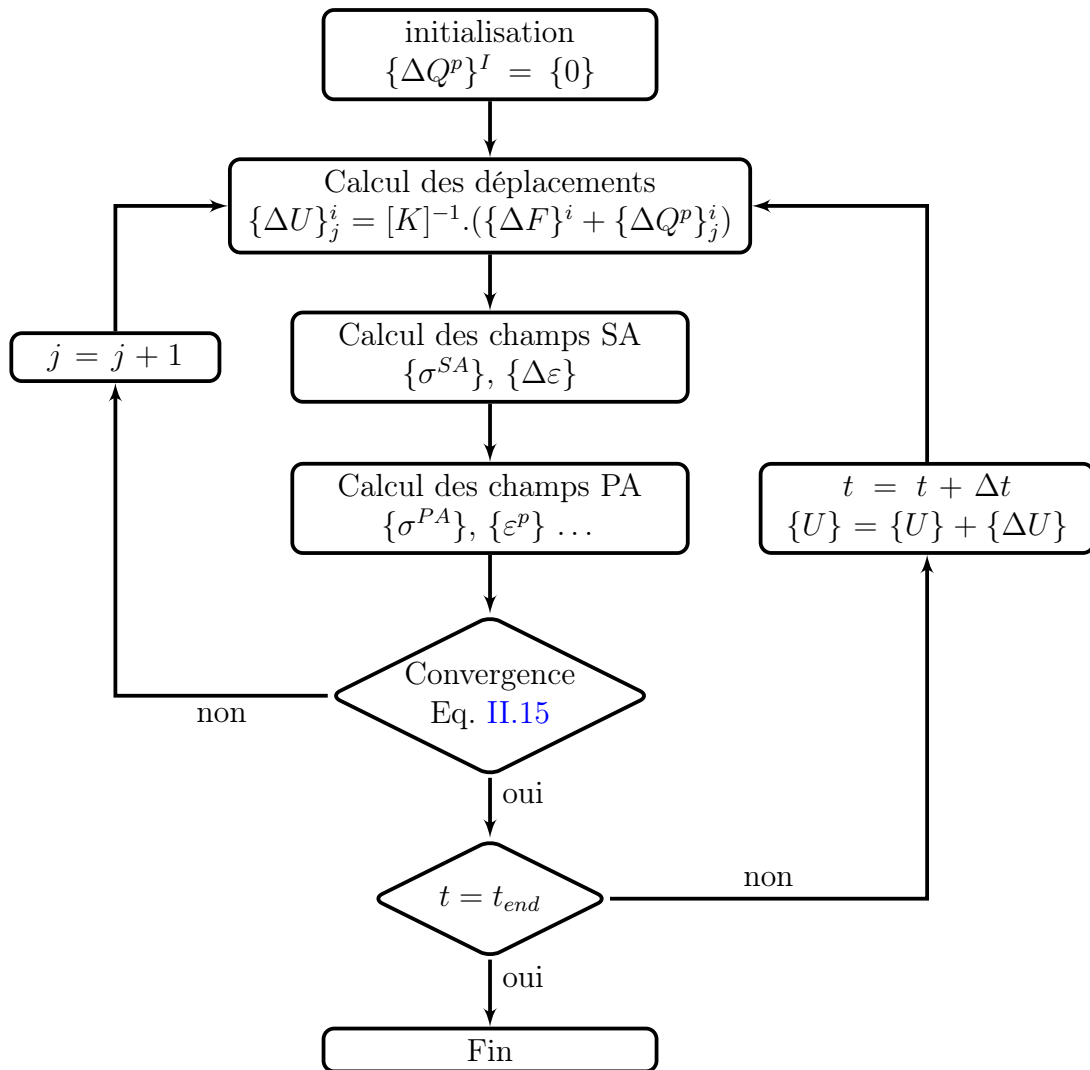 initialisation
{ΔQ^p}^I = {0}
Calcul des déplacements
{ΔU}^i_j = [K]^{-1}.({ΔF}^i + {ΔQ^p}^i_j)
j = j + 1
Calcul des champs SA
{σ^{SA}}, {Δε}
Calcul des champs PA
{σ^{PA}}, {ε^p} …
t = t + Δt
{U} = {U} + {ΔU}
Convergence
Eq. II.15
non
oui
t = t_{end}
non
oui
Fin